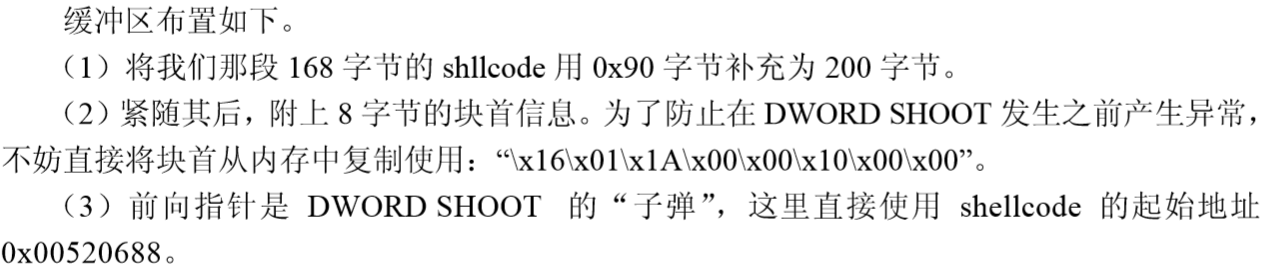 缓冲区布置如下。
（1）将我们那段 168 字节的 shllcode 用 0x90 字节补充为 200 字节。
（2）紧随其后，附上 8 字节的块首信息。为了防止在 DWORD SHOOT 发生之前产生异常，
不妨直接将块首从内存中复制使用：“\x16\x01\x1A\x00\x00\x10\x00\x00”。
（3）前向指针是 DWORD SHOOT 的“子弹”，这里直接使用 shellcode 的起始地址
0x00520688。